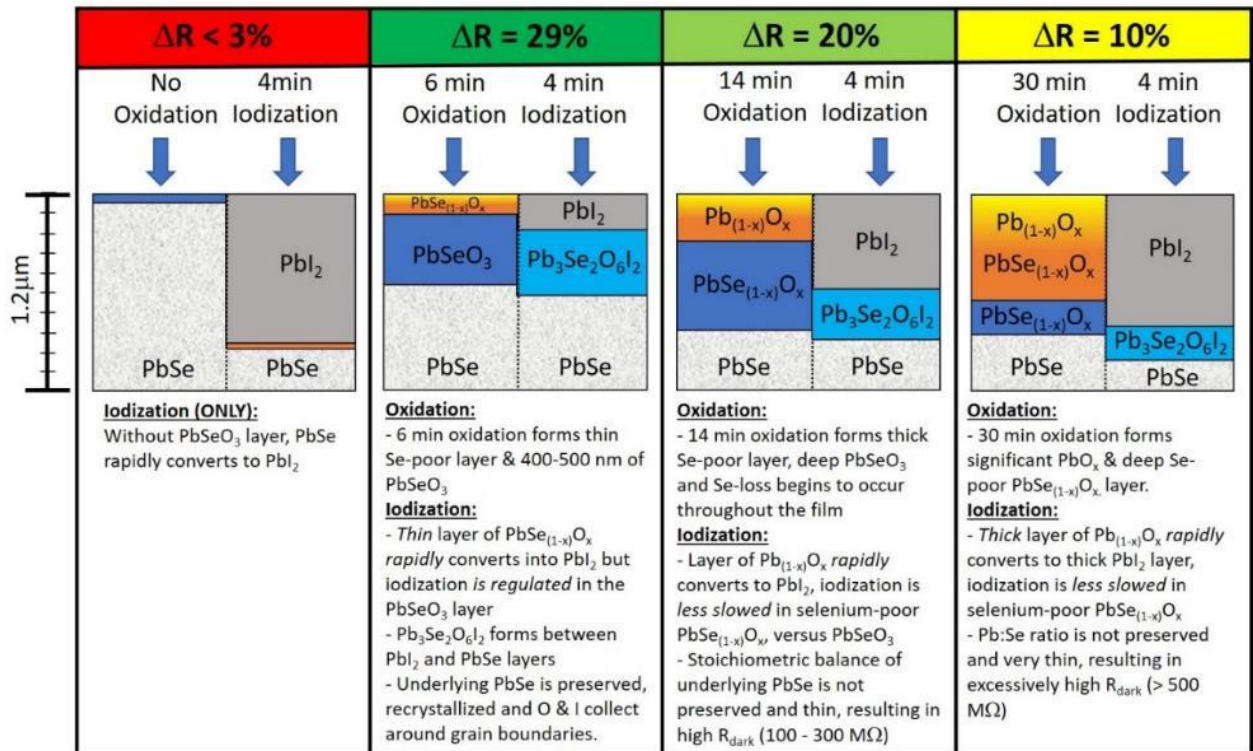 ΔR < 3%
No Oxidation
4min Iodization
1.2µm
PbI2
PbSe
PbSe
Iodization (ONLY):
Without PbSeO3 layer, PbSe
rapidly converts to PbI2
ΔR = 29%
6 min Oxidation
4 min Iodization
PbSe(1-x)Ox
PbSeO3
PbI2
Pb3Se2O6I2
PbSe
Oxidation:
- 6 min oxidation forms thin
Se-poor layer & 400-500 nm of
PbSeO3
Iodization:
- Thin layer of PbSe(1-x)Ox
rapidly converts into PbI2 but
iodization is regulated in the
PbSeO3 layer
- Pb3Se2O6I2 forms between
PbI2 and PbSe layers
- Underlying PbSe is preserved,
recrystallized and O & I collect
around grain boundaries.
ΔR = 20%
14 min Oxidation
4 min Iodization
Pb(1-x)Ox
PbSe(1-x)Ox
PbI2
Pb3Se2O6I2
PbSe
Oxidation:
- 14 min oxidation forms thick
Se-poor layer, deep PbSeO3
and Se-loss begins to occur
throughout the film
Iodization:
- Layer of Pb(1-x)Ox rapidly
converts to PbI2, iodization is
less slowed in selenium-poor
PbSe(1-x)Ox, versus PbSeO3
- Stoichiometric balance of
underlying PbSe is not
preserved and thin, resulting in
high Rdark (100 - 300 MΩ)
ΔR = 10%
30 min Oxidation
4 min Iodization
Pb(1-x)Ox
PbSe(1-x)Ox
PbSe(1-x)Ox
PbI2
Pb3Se2O6I2
PbSe
Oxidation:
- 30 min oxidation forms
significant PbOx & deep Se-
poor PbSe(1-x)Ox. layer.
Iodization:
- Thick layer of Pb(1-x)Ox rapidly
converts to thick PbI2 layer,
iodization is less slowed in
selenium-poor PbSe(1-x)Ox
- Pb:Se ratio is not preserved
and very thin, resulting in
excessively high Rdark (> 500
MΩ)